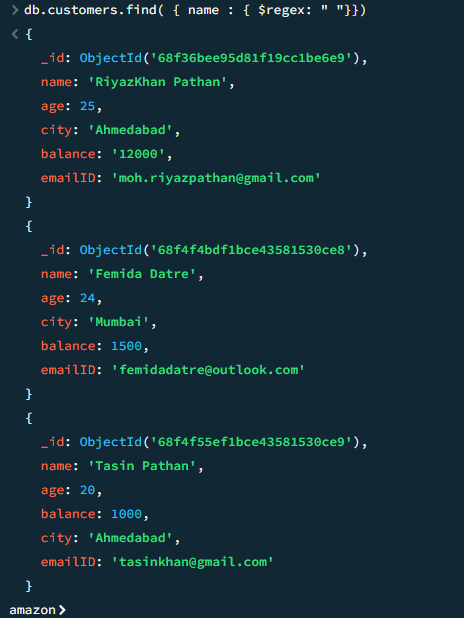 > db.customers.find( { name : { $regex: " "}})
< {
_id: ObjectId('68f36bee95d81f19cc1be6e9'),
name: 'RiyazKhan Pathan',
age: 25,
city: 'Ahmedabad',
balance: '12000',
emailID: 'moh.riyazpathan@gmail.com'
}
{
_id: ObjectId('68f4f4bdf1bce43581530ce8'),
name: 'Femida Datre',
age: 24,
city: 'Mumbai',
balance: 1500,
emailID: 'femidadatre@outlook.com'
}
{
_id: ObjectId('68f4f55ef1bce43581530ce9'),
name: 'Tasin Pathan',
age: 20,
balance: 1000,
city: 'Ahmedabad',
emailID: 'tasinkhan@gmail.com'
}
amazon>